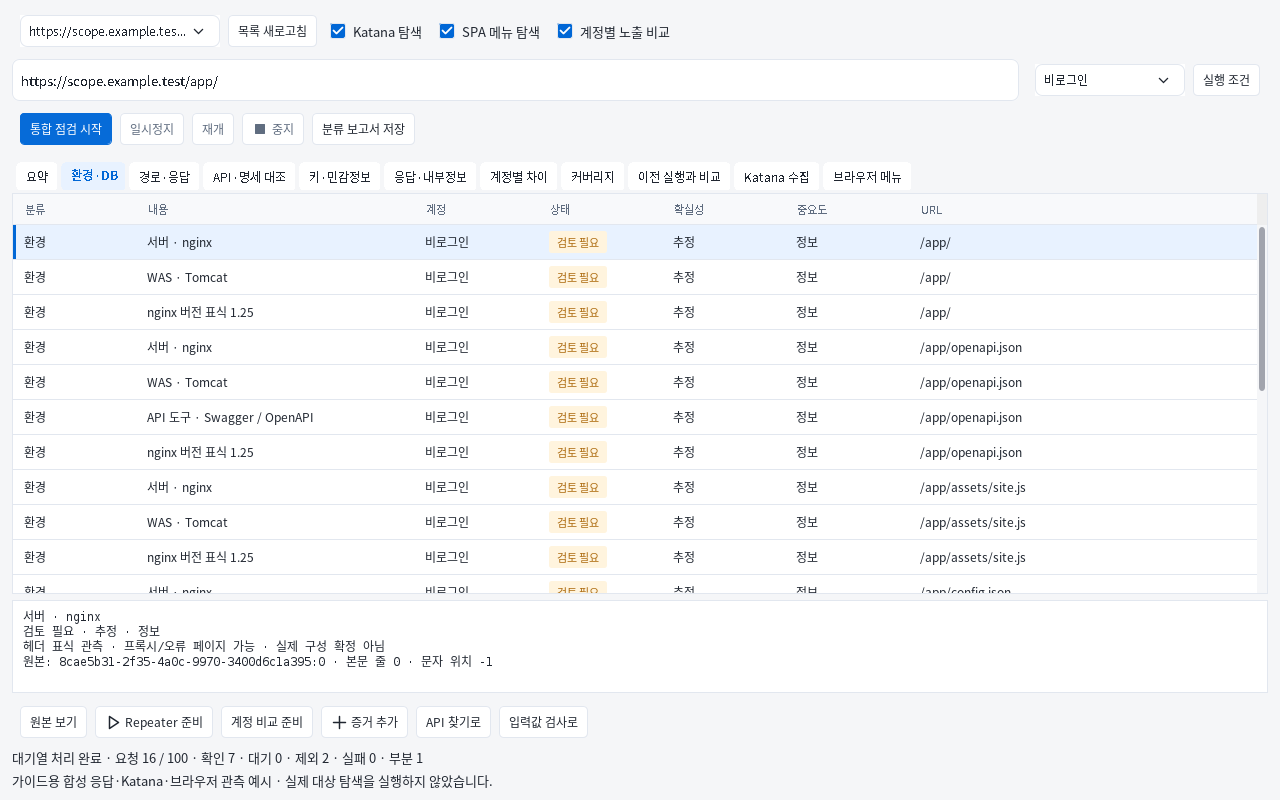 https://scope.example.tes... 목록 새로고침 Katana 탐색 SPA 메뉴 탐색 계정별 노출 비교
https://scope.example.test/app/ 비로그인 실행 조건
통합 점검 시작 일시정지 재개 중지 분류 보고서 저장
요약 환경·DB 경로·응답 API·명세 대조 키·민감정보 응답·내부정보 계정별 차이 커버리지 이전 실행과 비교 Katana 수집 브라우저 메뉴
분류 내용 계정 상태 확실성 중요도 URL
환경 서버 · nginx 비로그인 검토 필요 추정 정보 /app/
환경 WAS · Tomcat 비로그인 검토 필요 추정 정보 /app/
환경 nginx 버전 표식 1.25 비로그인 검토 필요 추정 정보 /app/
환경 서버 · nginx 비로그인 검토 필요 추정 정보 /app/openapi.json
환경 WAS · Tomcat 비로그인 검토 필요 추정 정보 /app/openapi.json
환경 API 도구 · Swagger / OpenAPI 비로그인 검토 필요 추정 정보 /app/openapi.json
환경 nginx 버전 표식 1.25 비로그인 검토 필요 추정 정보 /app/openapi.json
환경 서버 · nginx 비로그인 검토 필요 추정 정보 /app/assets/site.js
환경 WAS · Tomcat 비로그인 검토 필요 추정 정보 /app/assets/site.js
환경 nginx 버전 표식 1.25 비로그인 검토 필요 추정 정보 /app/assets/site.js
환경 서버 · nginx 비로그인 검토 필요 추정 정보 /app/config.json
서버 · nginx
검토 필요 · 추정 · 정보
헤더 표식 관측 · 프록시/오류 페이지 가능 · 실제 구성 확정 아님
원본: 8cae5b31-2f35-4a0c-9970-3400d6c1a395:0 · 본문 줄 0 · 문자 위치 -1
원본 보기 Repeater 준비 계정 비교 준비 증거 추가 API 찾기로 입력값 검사로
대기열 처리 완료 · 요청 16 / 100 · 확인 7 · 대기 0 · 제외 2 · 실패 0 · 부분 1
가이드용 합성 응답·Katana·브라우저 관측 예시 · 실제 대상 탐색을 실행하지 않았습니다.